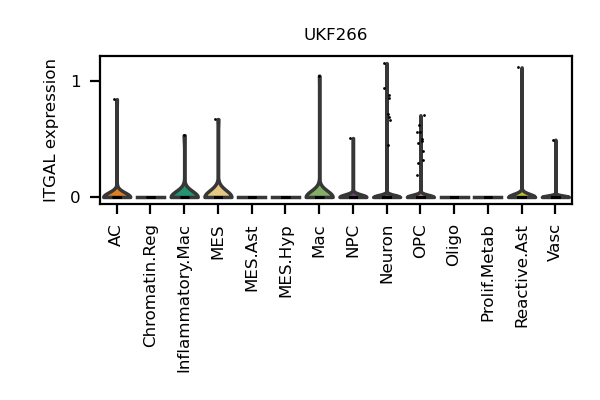 UKF266
ITGAL expression
1
0
AC
Chromatin.Reg
Inflammatory.Mac
MES
MES.Ast
MES.Hyp
Mac
NPC
Neuron
OPC
Oligo
Prolif.Metab
Reactive.Ast
Vasc